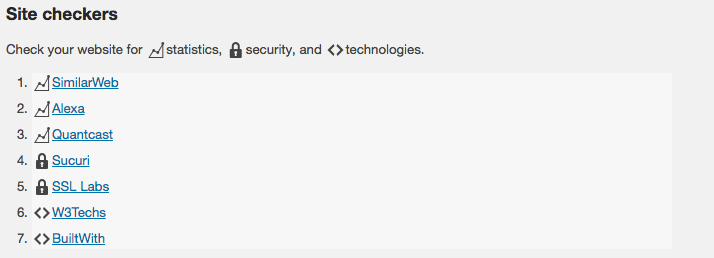 Site checkers
Check your website for statistics, security, and technologies.
1. SimilarWeb
2. Alexa
3. Quantcast
4. Sucuri
5. SSL Labs
6. W3Techs
7. BuiltWith